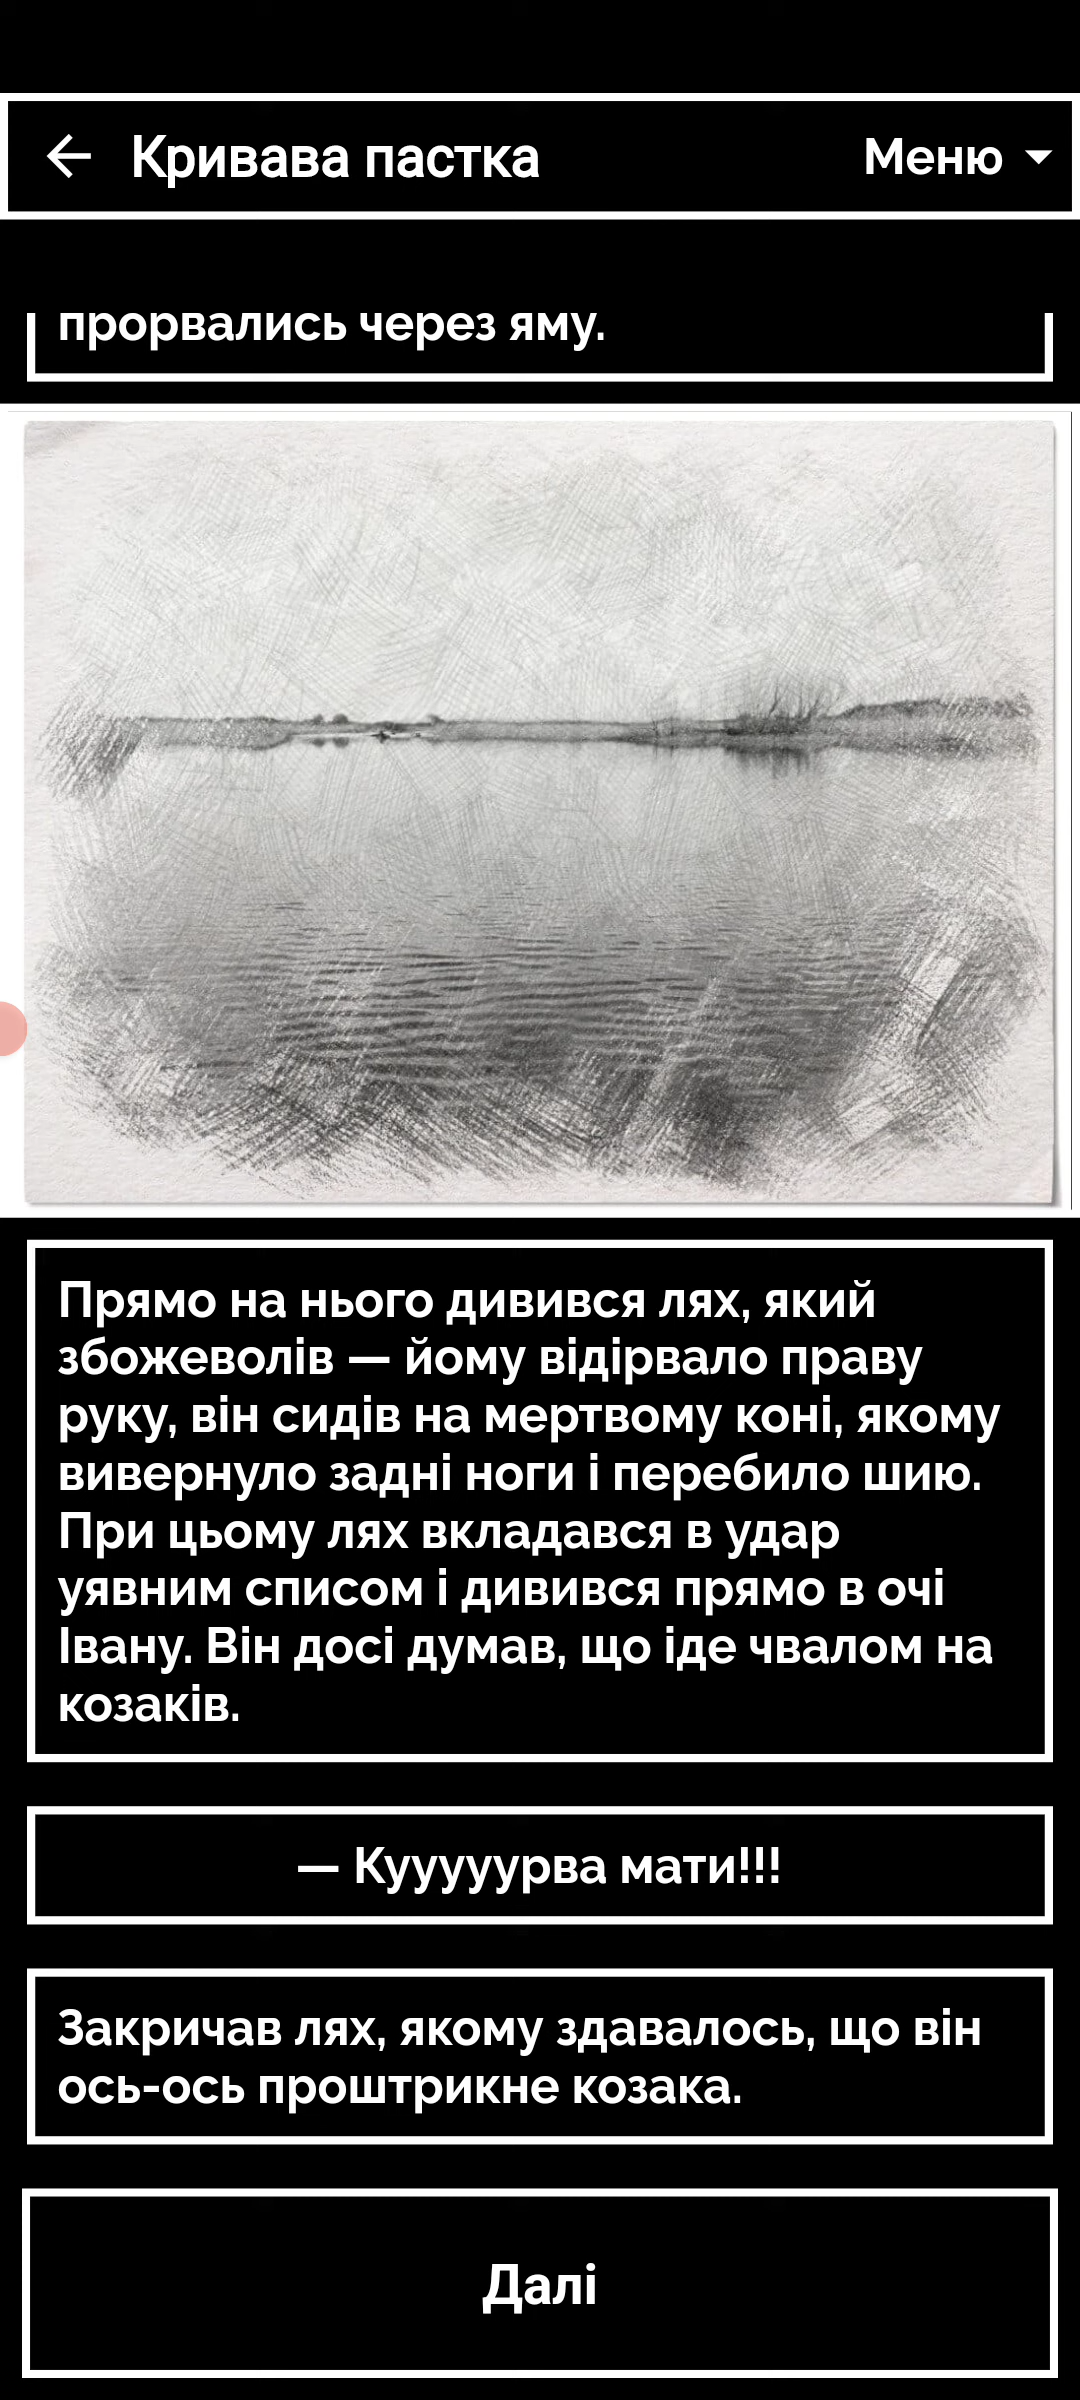 Кривава пастка
Меню
прорвались через яму.
Прямо на нього дивився лях, який
збожеволів — йому відірвало праву
руку, він сидів на мертвому коні, якому
вивернуло задні ноги і перебило шию.
При цьому лях вкладався в удар
уявним списом і дивився прямо в очі
Івану. Він досі думав, що іде чвалом на
козаків.
— Кууууурва мати!!!
Закричав лях, якому здавалось, що він
ось-ось проштрикне козака.
Далі